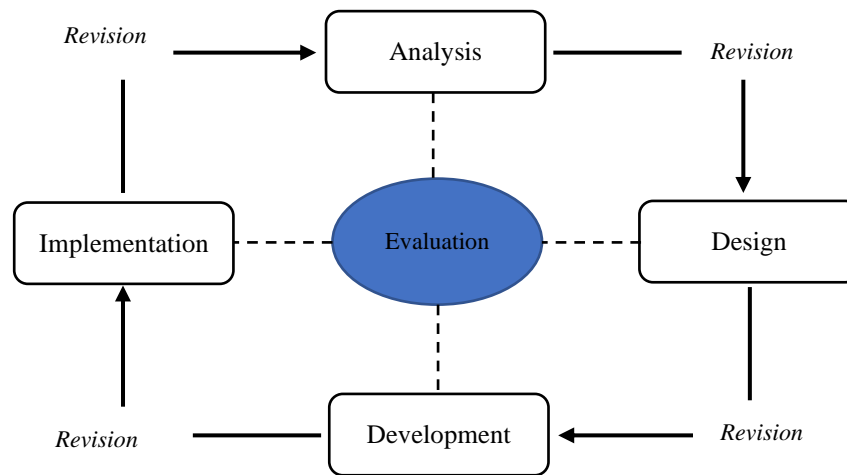 Revision
Analysis
Revision
Implementation
Evaluation
Design
Revision
Development
Revision